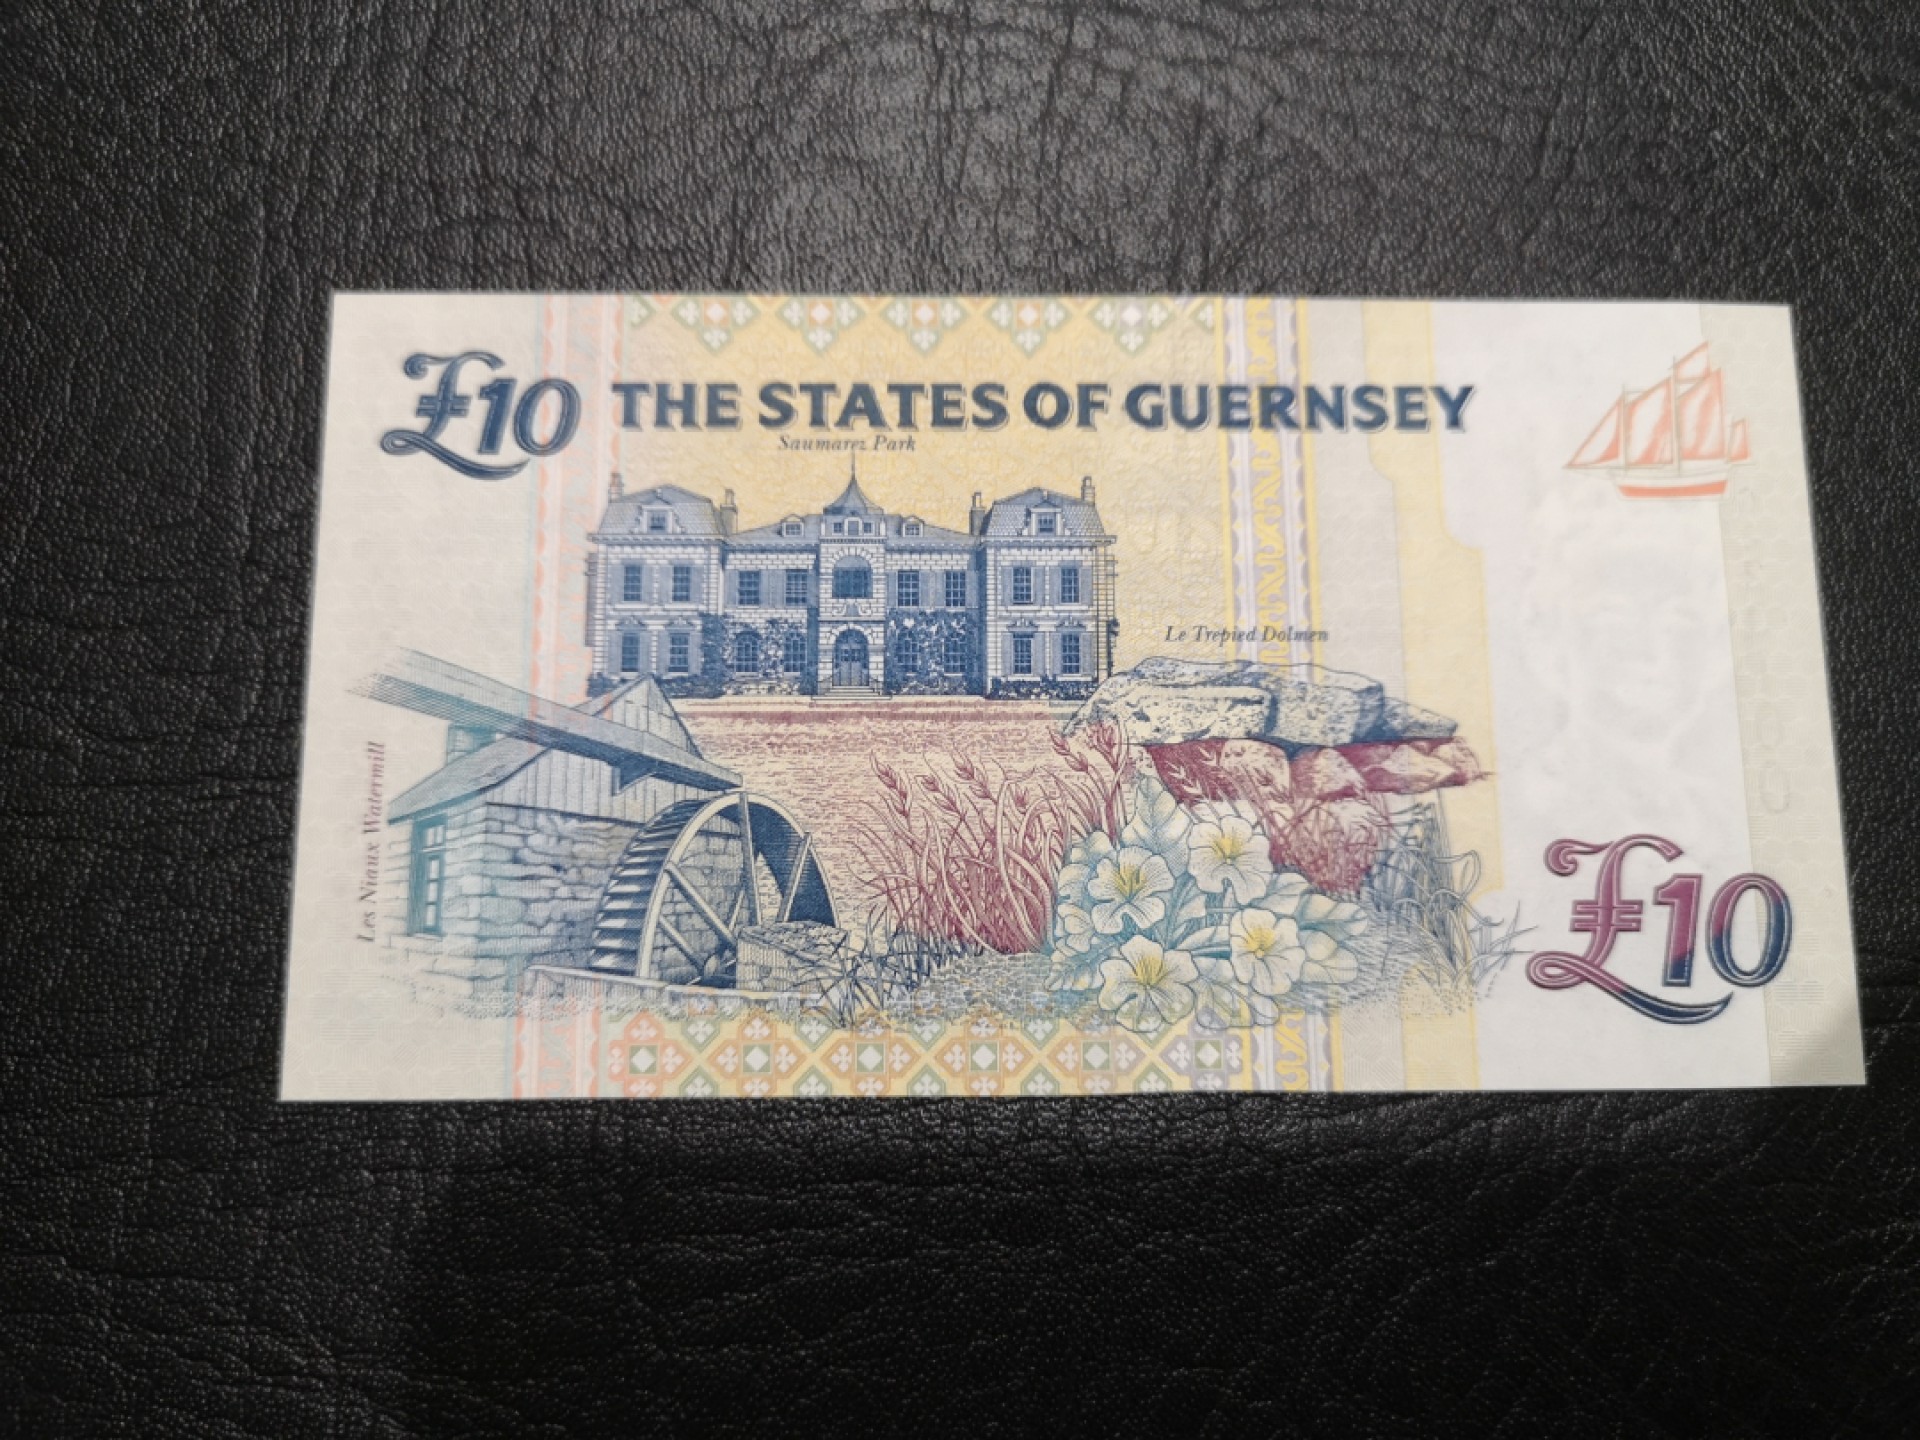 £10 THE STATES OF GUERNSEY
Saumarez Park
Le Trepied Dolmen
Les Niaux Watermill
£10